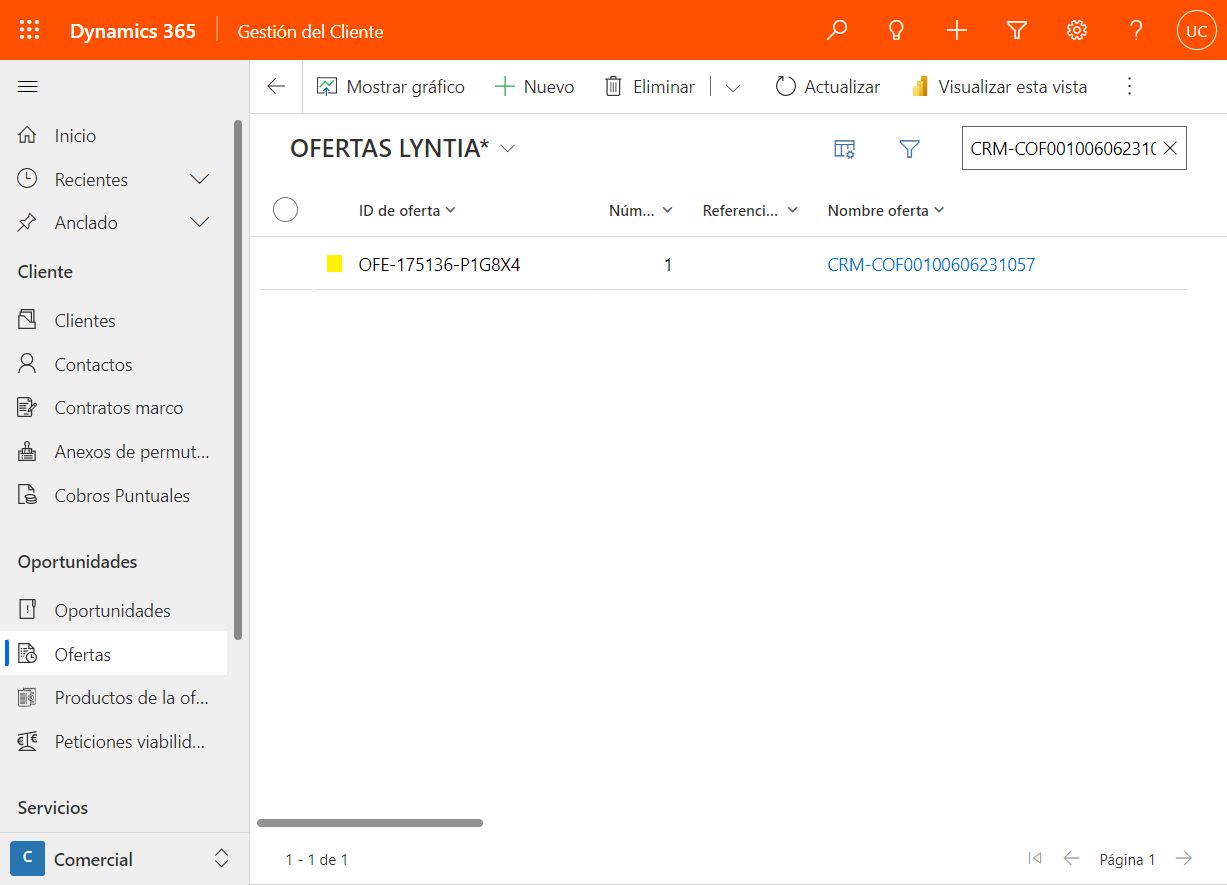 Dynamics 365
Gestión del Cliente
UC
Mostrar gráfico
Nuevo
Eliminar
Actualizar
Visualizar esta vista
Inicio
Recientes
Anclado
Cliente
Clientes
Contactos
Contratos marco
Anexos de permut...
Cobros Puntuales
Oportunidades
Oportunidades
Ofertas
Productos de la of...
Peticiones viabilid...
Servicios
C Comercial
OFERTAS LYNTIA*
CRM-COF001006062310
ID de oferta
Núm...
Referenci...
Nombre oferta
OFE-175136-P1G8X4
1
CRM-COF00100606231057
1 - 1 de 1
Página 1